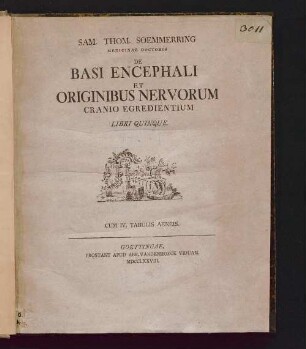 3011
SAM. THOM. SOEMMERRING
MEDICINAE DOCTORIS
DE
BASI ENCEPHALI
ET
ORIGINIBUS NERVORUM
CRANIO EGREDIENTIUM
LIBRI QUINQUE.
CUM IV. TABULIS AENEIS.
GOETTINGAE,
PROSTANT APUD ABR. VANDENHOEK VIDUAM.
MDCCLXXVIII.